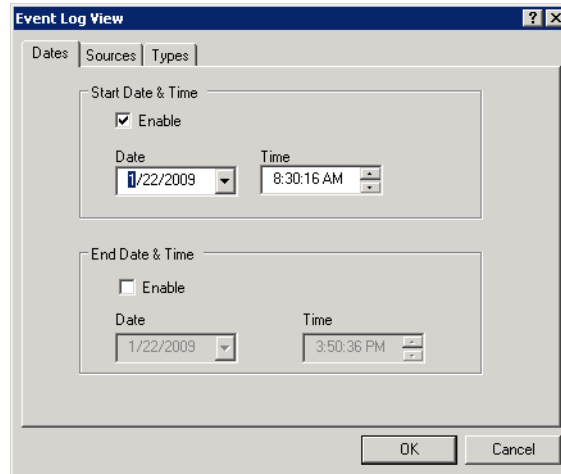 Event Log View
Dates Sources Types
Start Date & Time
Enable
Date Time
1/22/2009 8:30:16 AM
End Date & Time
Enable
Date Time
1/22/2009 3:50:36 PM
OK Cancel